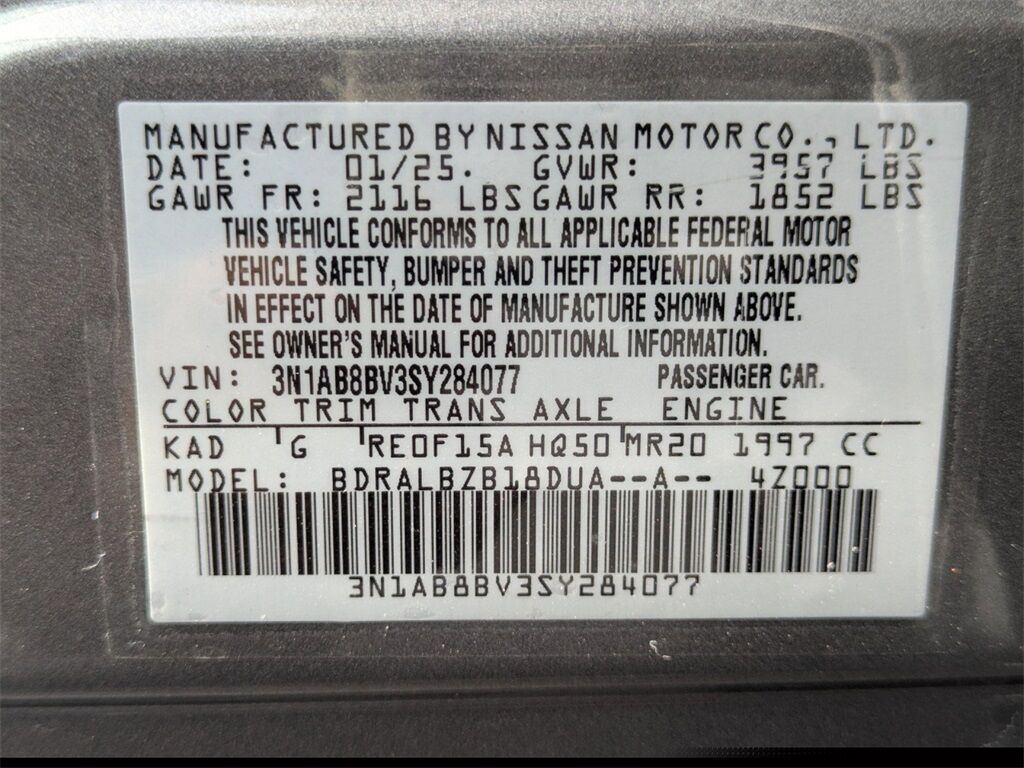 MANUFACTURED BY NISSAN MOTOR CO., LTD.
DATE: 01/25. GVWR: 3957 LBS
GAWR FR: 2116 LBS GAWR RR: 1852 LBS
THIS VEHICLE CONFORMS TO ALL APPLICABLE FEDERAL MOTOR
VEHICLE SAFETY, BUMPER AND THEFT PREVENTION STANDARDS
IN EFFECT ON THE DATE OF MANUFACTURE SHOWN ABOVE.
SEE OWNER'S MANUAL FOR ADDITIONAL INFORMATION.
VIN: 3N1AB8BV3SY284077 PASSENGER CAR.
COLOR TRIM TRANS AXLE ENGINE
KAD G RE0F15A HQ50 MR20 1997 CC
MODEL: BDRALBZB18DUA--A-- 4Z000
3N1AB8BV3SY284077